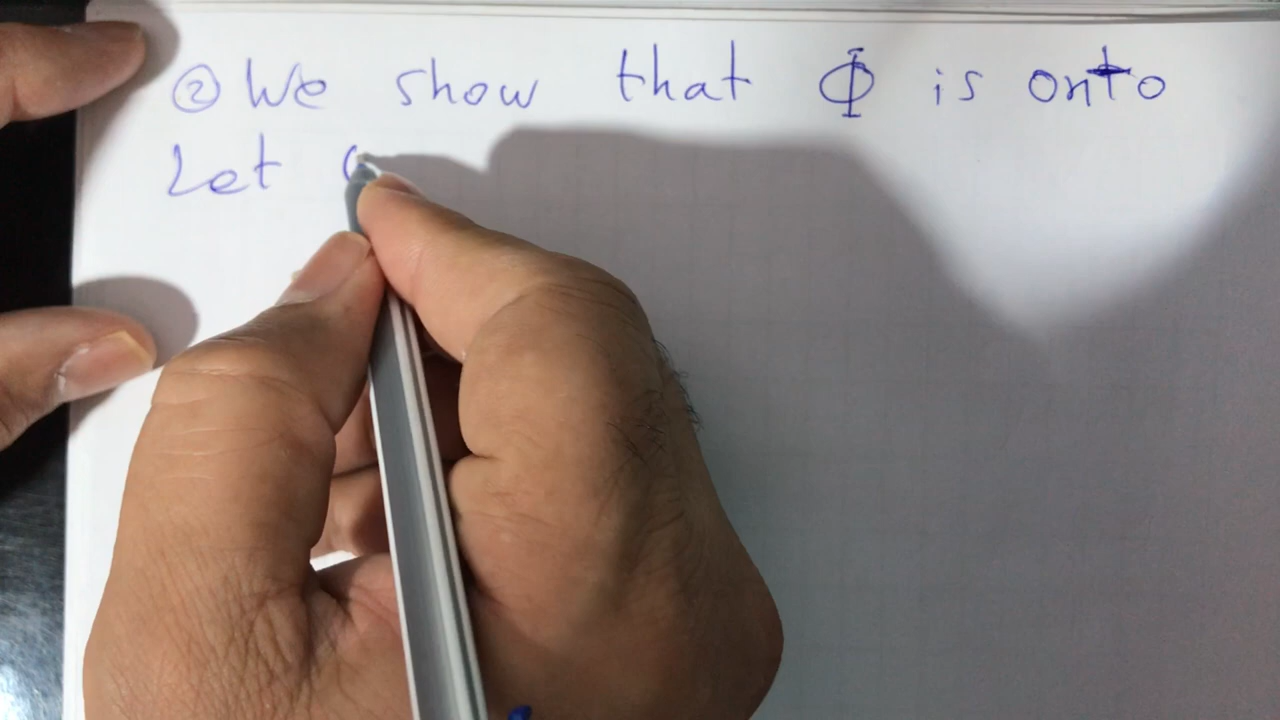 ② We show that Φ is onto
Let